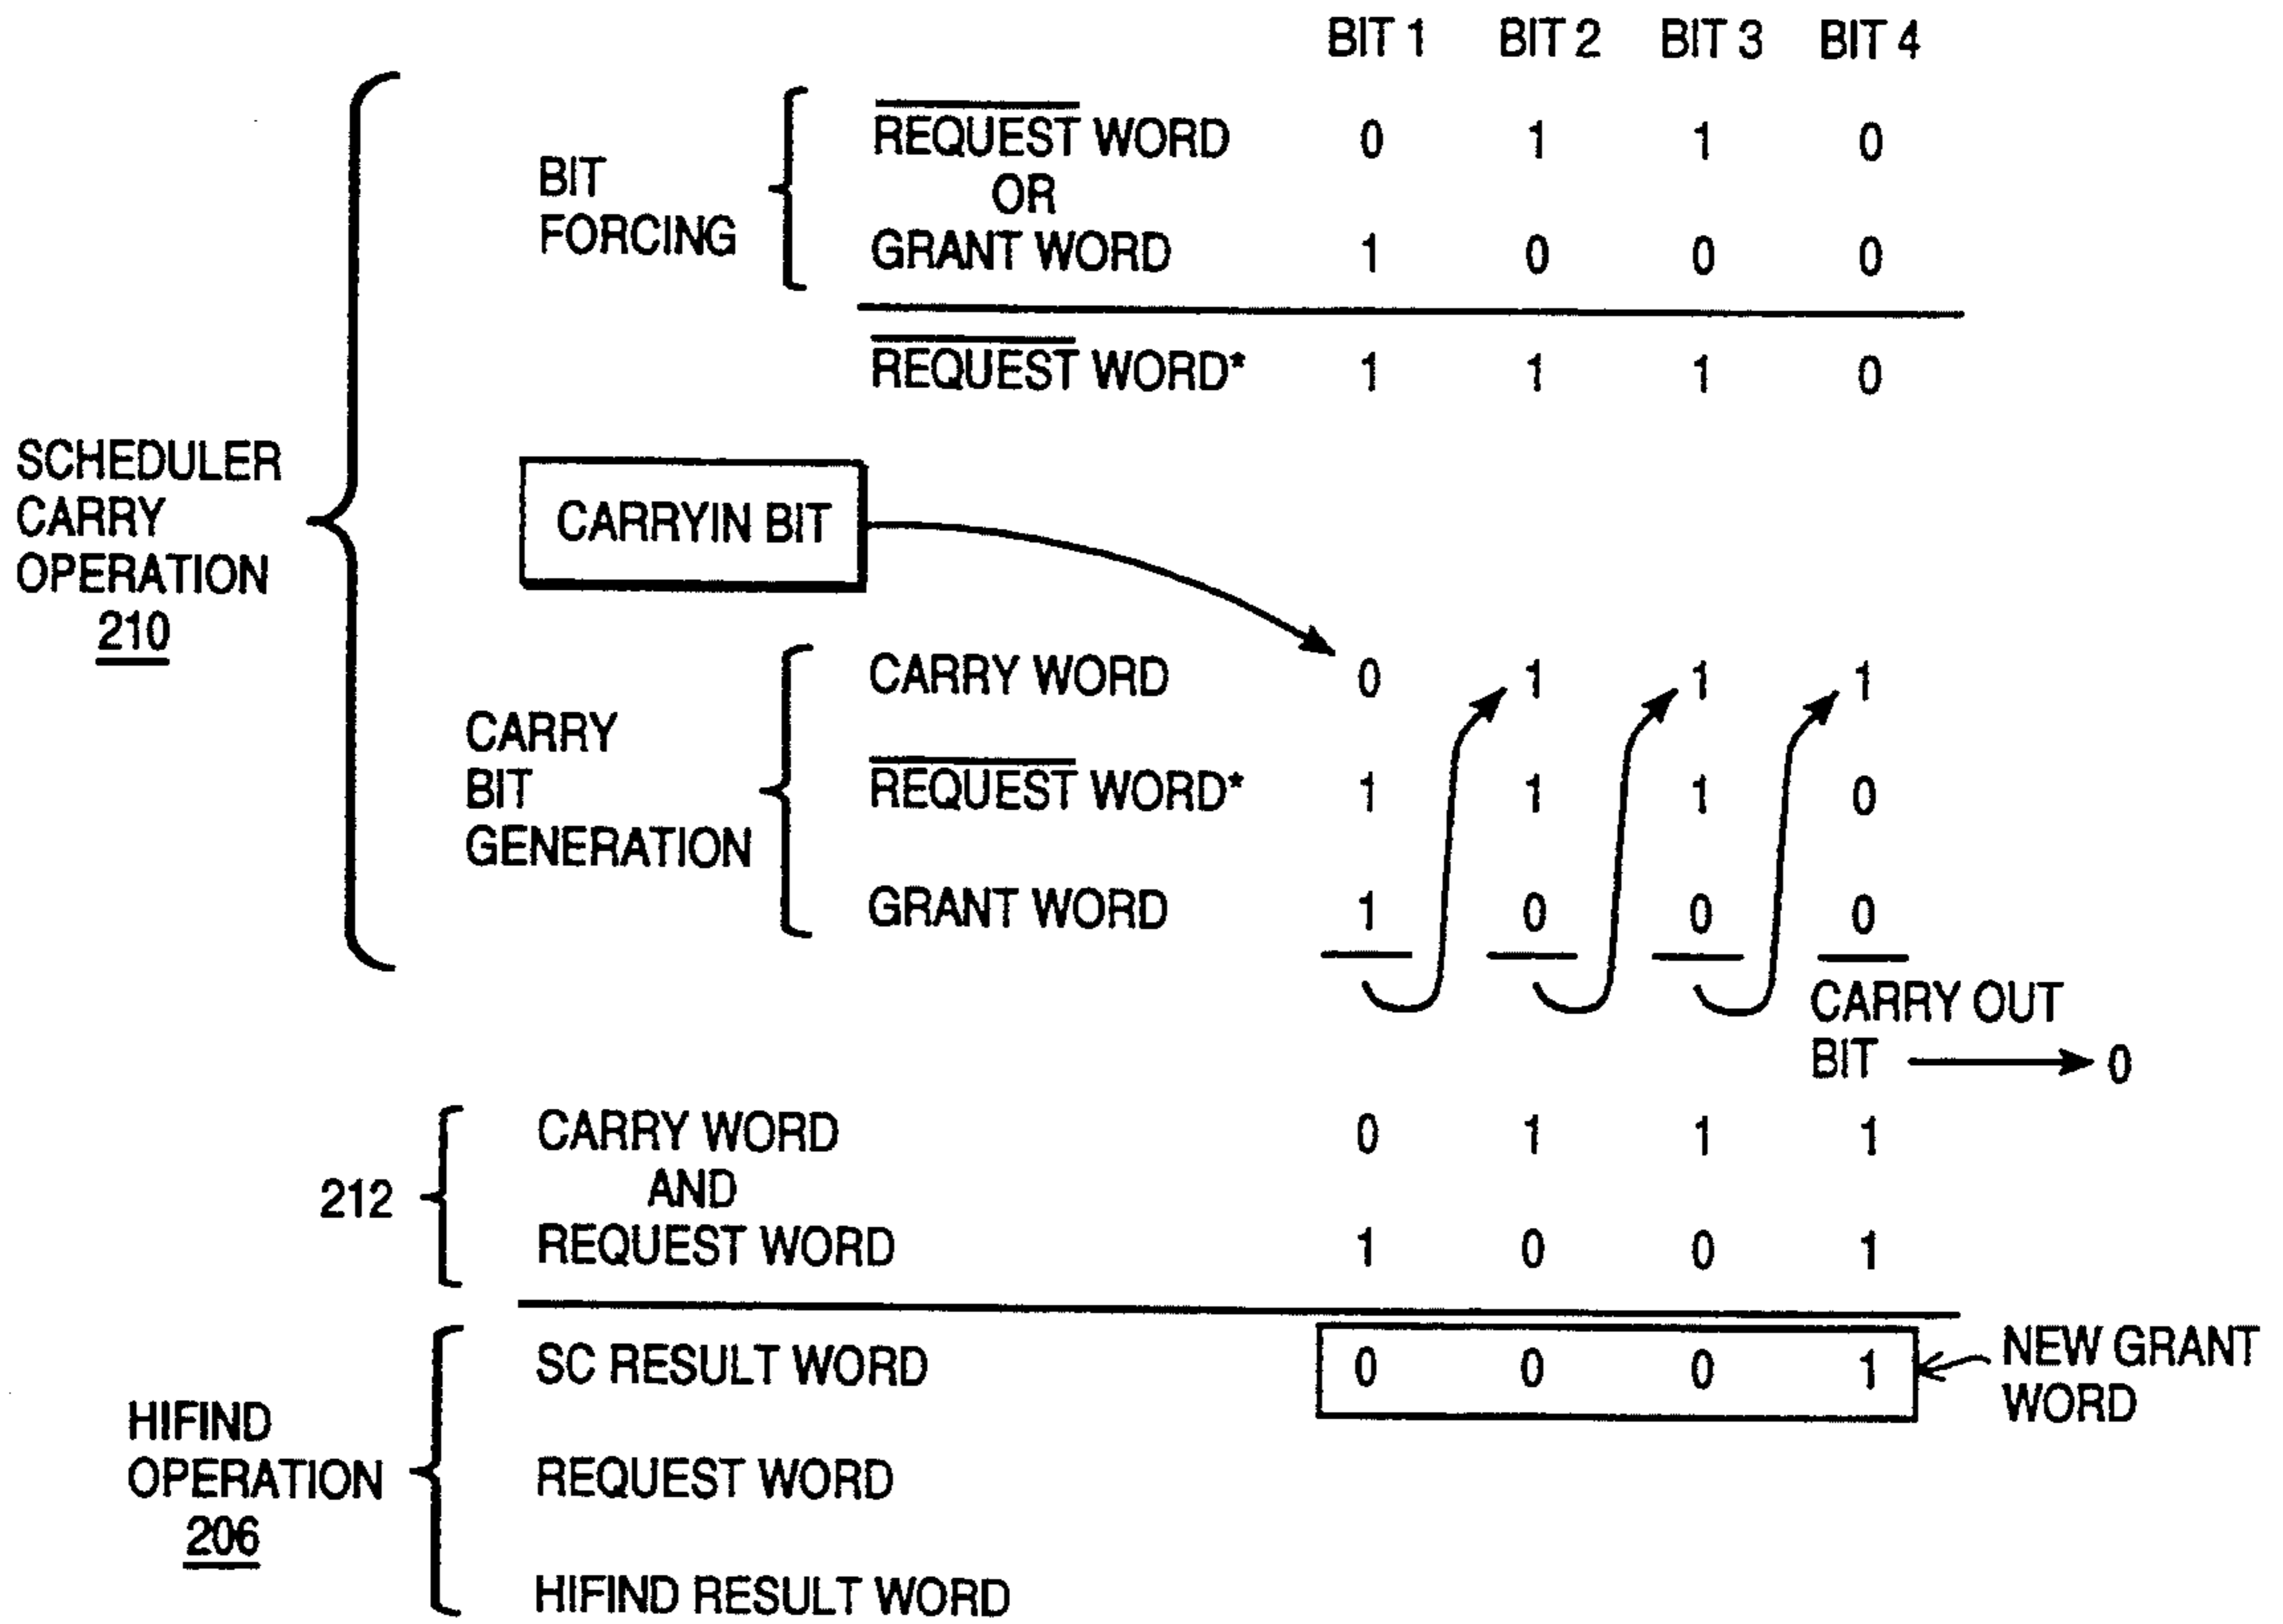 BIT 1 BIT 2 BIT 3 BIT 4
REQUEST WORD 0 1 1 0
BIT
OR
FORCING
GRANT WORD 1 0 0 0
REQUEST WORD* 1 1 1 0
SCHEDULER
CARRY
OPERATION
210
CARRYIN BIT
CARRY WORD 0 1 1 1
CARRY
BIT
GENERATION
REQUEST WORD* 1 1 1 0
GRANT WORD 1 0 0 0
CARRY OUT
BIT 0
CARRY WORD 0 1 1 1
212
AND
REQUEST WORD 1 0 0 1
SC RESULT WORD 0 0 0 1
NEW GRANT
WORD
HIFIND
OPERATION
206
REQUEST WORD
HIFIND RESULT WORD